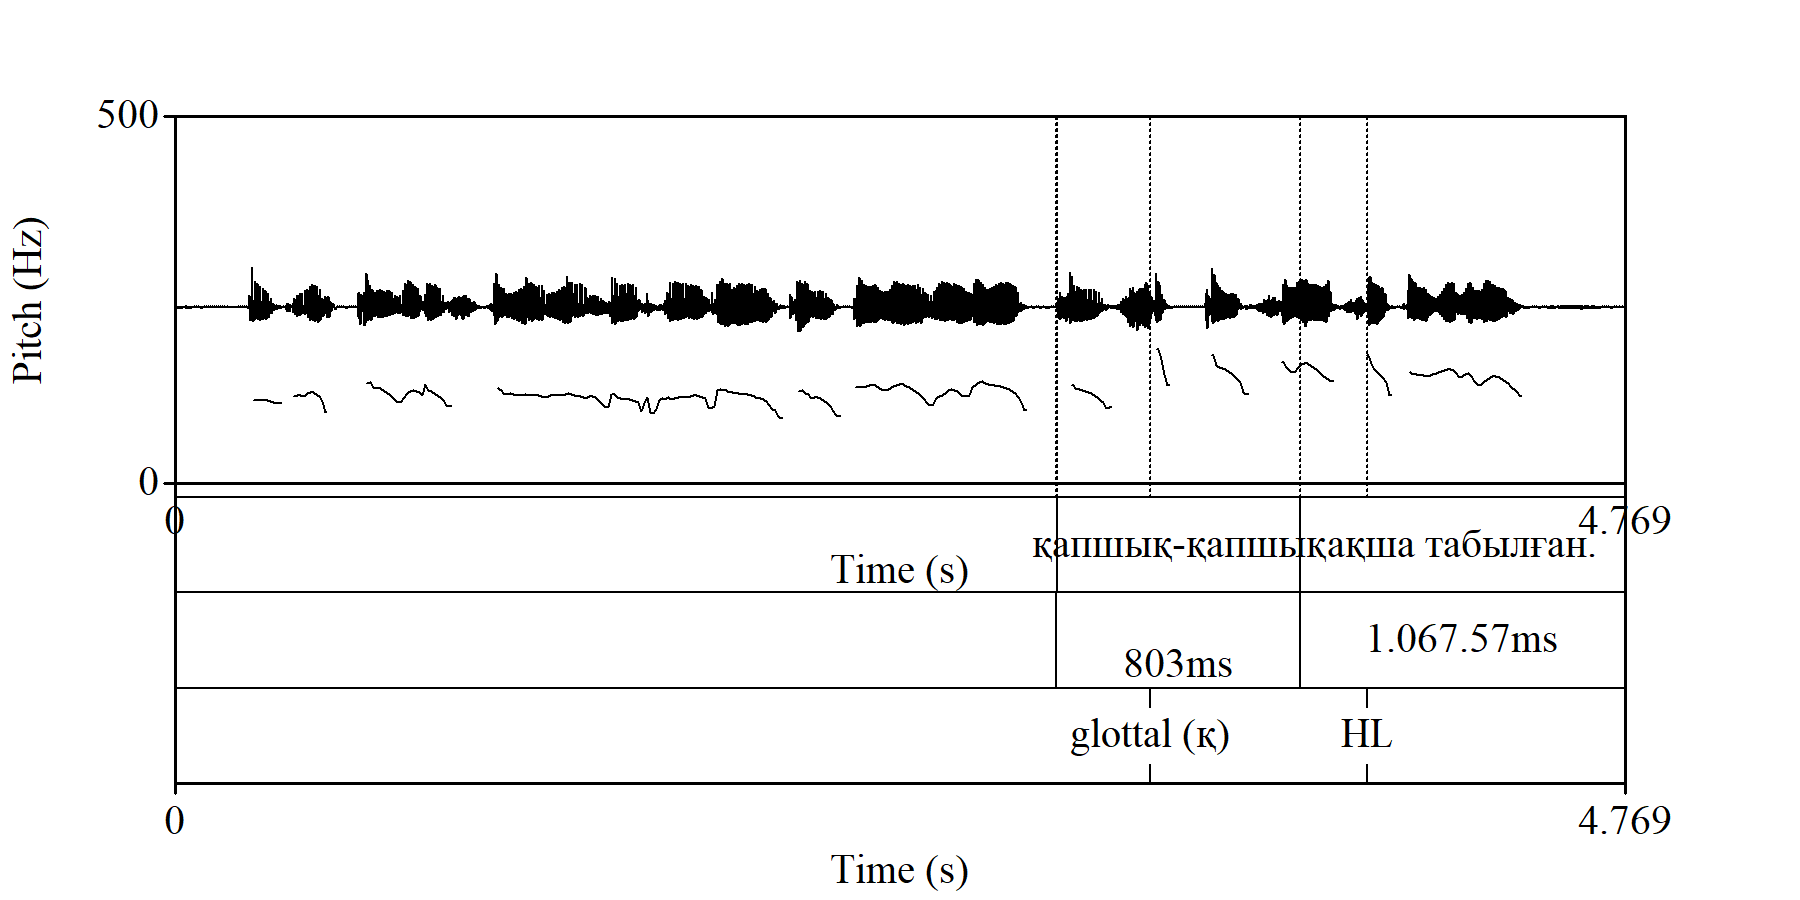 500
Pitch (Hz)
0
0
4.769
Time (s)
қапшық-қапшықақша табылған.
803ms
1.067.57ms
glottal (қ)
HL
0
4.769
Time (s)